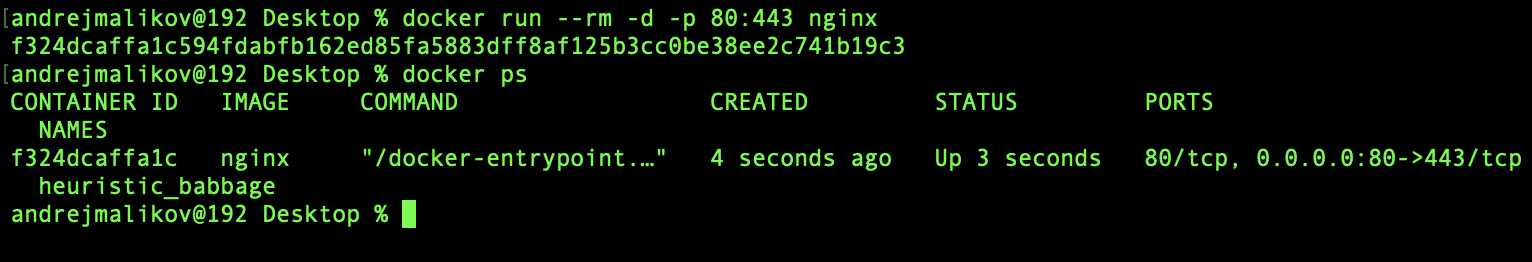 [andrejmalikov@192 Desktop % docker run --rm -d -p 80:443 nginx
f324dcaffa1c594fdabfb162ed85fa5883dff8af125b3cc0be38ee2c741b19c3
[andrejmalikov@192 Desktop % docker ps
CONTAINER ID   IMAGE     COMMAND                  CREATED         STATUS         PORTS
  NAMES
f324dcaffa1c   nginx     "/docker-entrypoint.…"   4 seconds ago   Up 3 seconds   80/tcp, 0.0.0.0:80->443/tcp
  heuristic_babbage
andrejmalikov@192 Desktop %